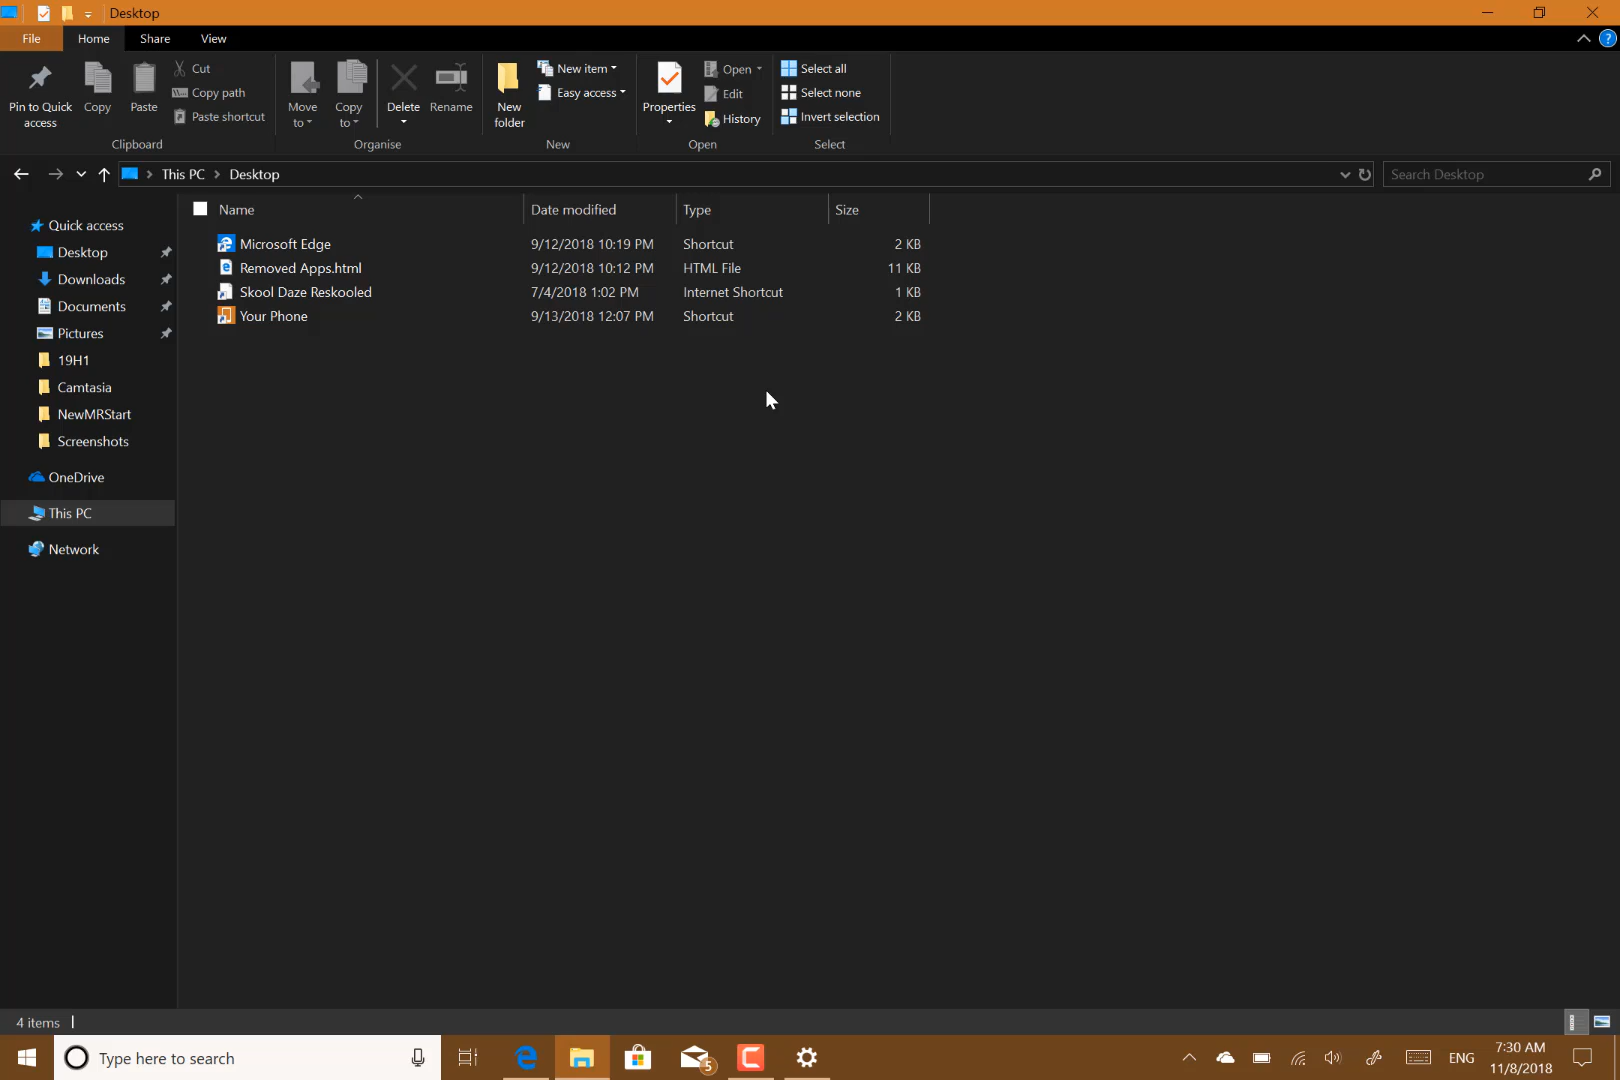 Desktop
File Home Share View
Pin to Quick access
Copy
Paste
Cut
Copy path
Paste shortcut
Clipboard
Move to
Copy to
Delete
Rename
Organise
New folder
New item
Easy access
New
Properties
Open
Edit
History
Open
Select all
Select none
Invert selection
Select
This PC > Desktop
Search Desktop
Quick access
Desktop
Downloads
Documents
Pictures
19H1
Camtasia
NewMRStart
Screenshots
OneDrive
This PC
Network
Name Date modified Type Size
Microsoft Edge 9/12/2018 10:19 PM Shortcut 2 KB
Removed Apps.html 9/12/2018 10:12 PM HTML File 11 KB
Skool Daze Reskooled 7/4/2018 1:02 PM Internet Shortcut 1 KB
Your Phone 9/13/2018 12:07 PM Shortcut 2 KB
4 items
Type here to search
5
ENG
7:30 AM
11/8/2018